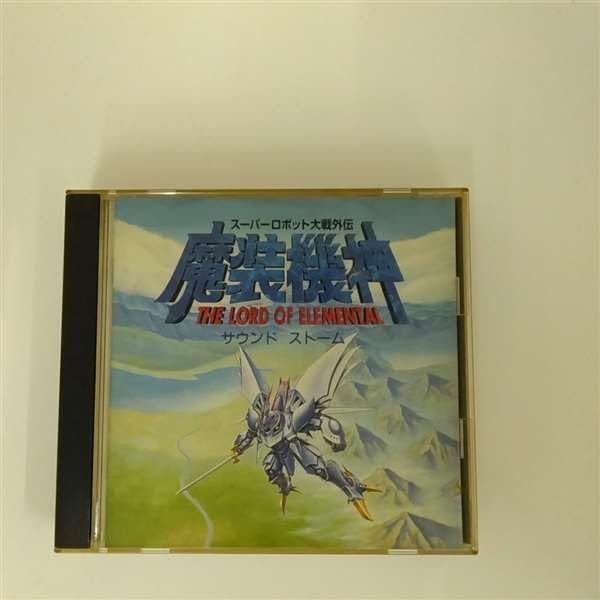 スーパーロボット大戦外伝
魔装機神
THE LORD OF ELEMENTAL
サウンド ストーム